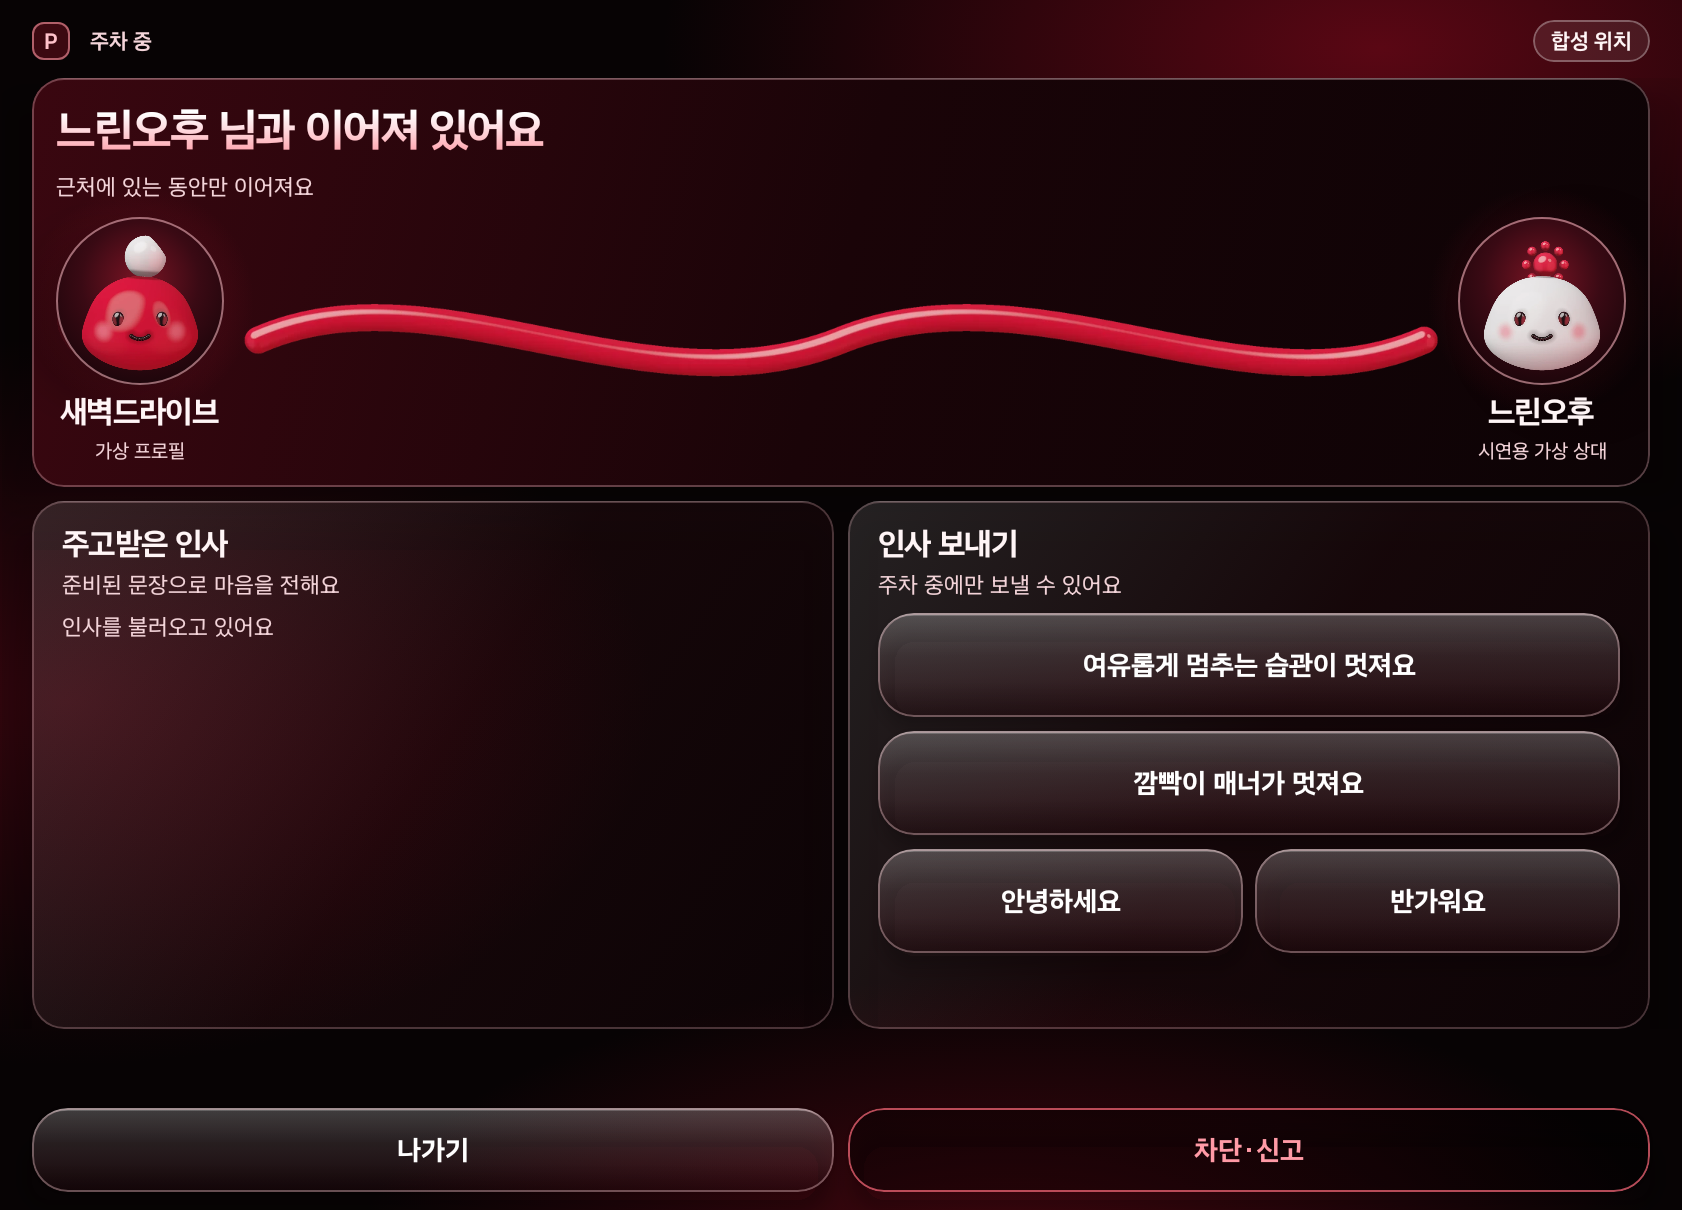 P 주차 중
합성 위치
느린오후 님과 이어져 있어요
근처에 있는 동안만 이어져요
새벽드라이브
가상 프로필
느린오후
시연용 가상 상대
주고받은 인사
준비된 문장으로 마음을 전해요
인사를 불러오고 있어요
인사 보내기
주차 중에만 보낼 수 있어요
여유롭게 멈추는 습관이 멋져요
깜빡이 매너가 멋져요
안녕하세요
반가워요
나가기
차단·신고